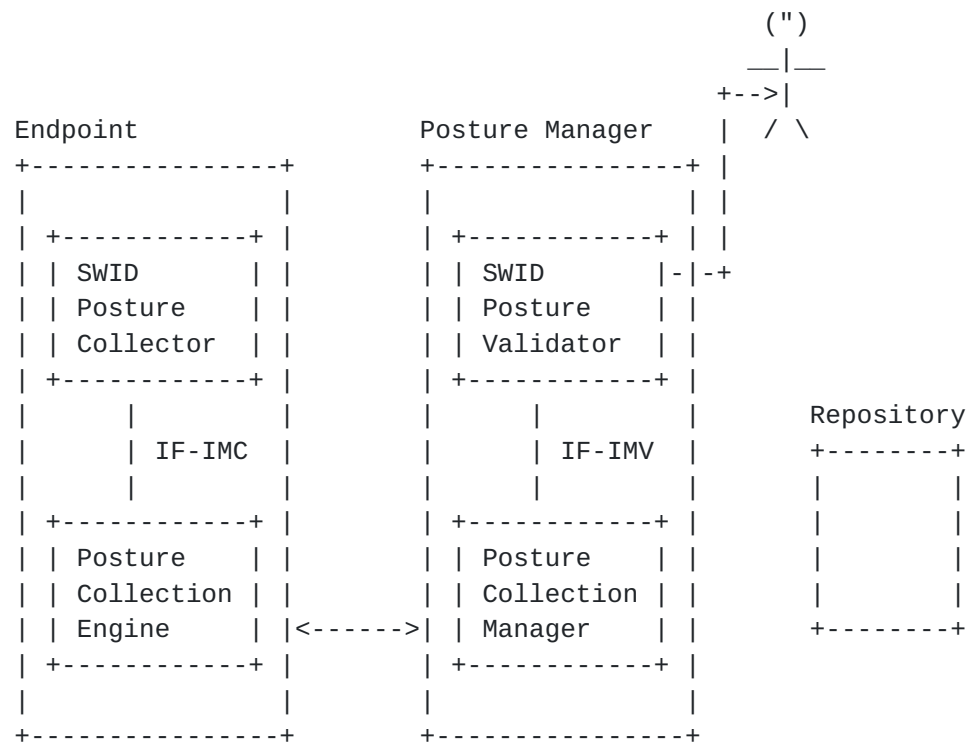 (")
Endpoint Posture Manager
SWID SWID
Posture Posture
Collector Validator
Repository
IF-IMC IF-IMV
Posture Posture
Collection Collection
Engine Manager